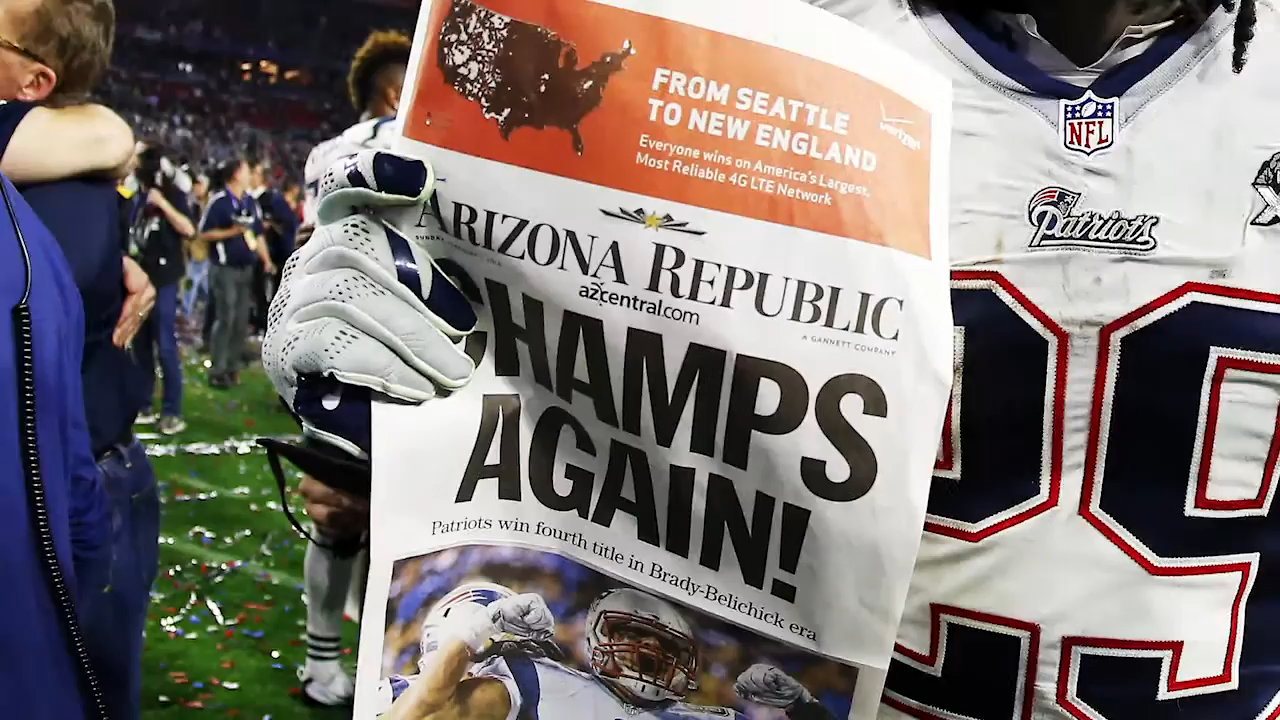 FROM SEATTLE
TO NEW ENGLAND
verizon
Everyone wins on America's Largest,
Most Reliable 4G LTE Network
ARIZONA REPUBLIC
azcentral.com
A GANNETT COMPANY
CHAMPS
AGAIN!
Patriots win fourth title in Brady-Belichick era
NFL
Patriots
29